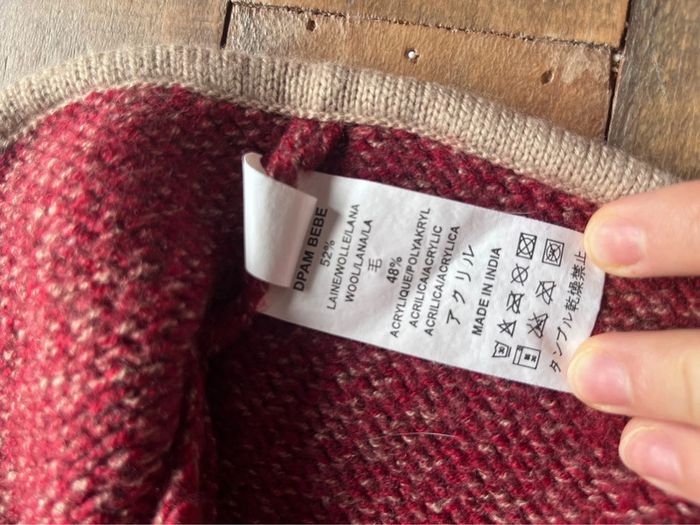 DPAM BEBE
52%
LAINE/WOLLE/LANA
WOOL/LANA/LA
毛
48%
ACRYLIQUE/POLYAKRYL
ACRILICA/ACRYLIC
ACRILICA/ACRYLICA
アクリル
MADE IN INDIA
タンブル乾燥禁止